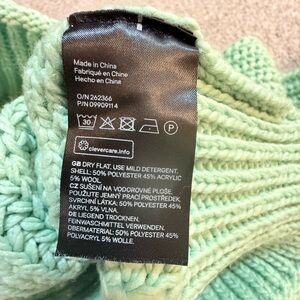 Made in China
Fabriqué en Chine
Hecho en China
O/N 262366
P/N 09909114
30
P
clevercare.info
GB DRY FLAT. USE MILD DETERGENT.
SHELL: 50% POLYESTER 45% ACRYLIC
5% WOOL
CZ SUŠENÍ NA VODOROVNÉ PLOŠE.
POUŽIJTE JEMNÝ PRACÍ PROSTŘEDEK.
SVRCHNÍ LÁTKA: 50% POLYESTER 45%
AKRYL 5% VLNA.
DE LIEGEND TROCKNEN.
FEINWASCHMITTEL VERWENDEN.
OBERMATERIAL: 50% POLYESTER 45%
POLYACRYL 5% WOLLE.